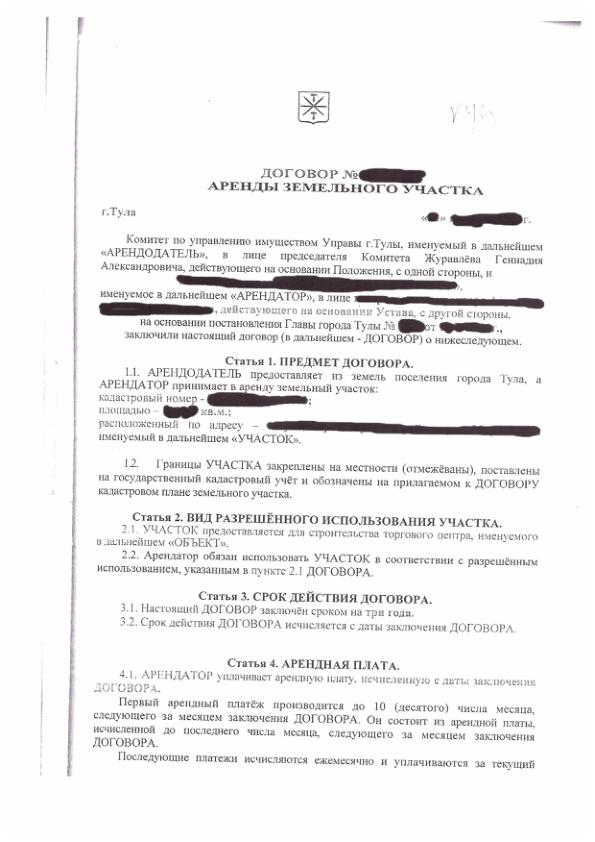 ДОГОВОР №
АРЕНДЫ ЗЕМЕЛЬНОГО УЧАСТКА
г.Тула « » г.
Комитет по управлению имуществом Управы г.Тулы, именуемый в дальнейшем
«АРЕНДОДАТЕЛЬ», в лице председателя Комитета Журавлёва Геннадия
Александровича, действующего на основании Положения, с одной стороны, и
,
именуемое в дальнейшем «АРЕНДАТОР», в лице
, действующего на основании Устава, с другой стороны,
на основании постановления Главы города Тулы № от г.,
заключили настоящий договор (в дальнейшем - ДОГОВОР) о нижеследующем.
Статья 1. ПРЕДМЕТ ДОГОВОРА.
1.1. АРЕНДОДАТЕЛЬ предоставляет из земель поселения города Тула, а
АРЕНДАТОР принимает в аренду земельный участок:
кадастровый номер - ;
площадью – кв.м.;
расположенный по адресу –
именуемый в дальнейшем «УЧАСТОК».
1.2. Границы УЧАСТКА закреплены на местности (отмежёваны), поставлены
на государственный кадастровый учёт и обозначены на прилагаемом к ДОГОВОРУ
кадастровом плане земельного участка.
Статья 2. ВИД РАЗРЕШЁННОГО ИСПОЛЬЗОВАНИЯ УЧАСТКА.
2.1. УЧАСТОК предоставляется для строительства торгового центра, именуемого
в дальнейшем «ОБЪЕКТ».
2.2. Арендатор обязан использовать УЧАСТОК в соответствии с разрешённым
использованием, указанным в пункте 2.1 ДОГОВОРА.
Статья 3. СРОК ДЕЙСТВИЯ ДОГОВОРА.
3.1. Настоящий ДОГОВОР заключён сроком на три года.
3.2. Срок действия ДОГОВОРА исчисляется с даты заключения ДОГОВОРА.
Статья 4. АРЕНДНАЯ ПЛАТА.
4.1. АРЕНДАТОР уплачивает арендную плату, исчисленную с даты заключения
ДОГОВОРА.
Первый арендный платёж производится до 10 (десятого) числа месяца,
следующего за месяцем заключения ДОГОВОРА. Он состоит из арендной платы,
исчисленной до последнего числа месяца, следующего за месяцем заключения
ДОГОВОРА.
Последующие платежи исчисляются ежемесячно и уплачиваются за текущий